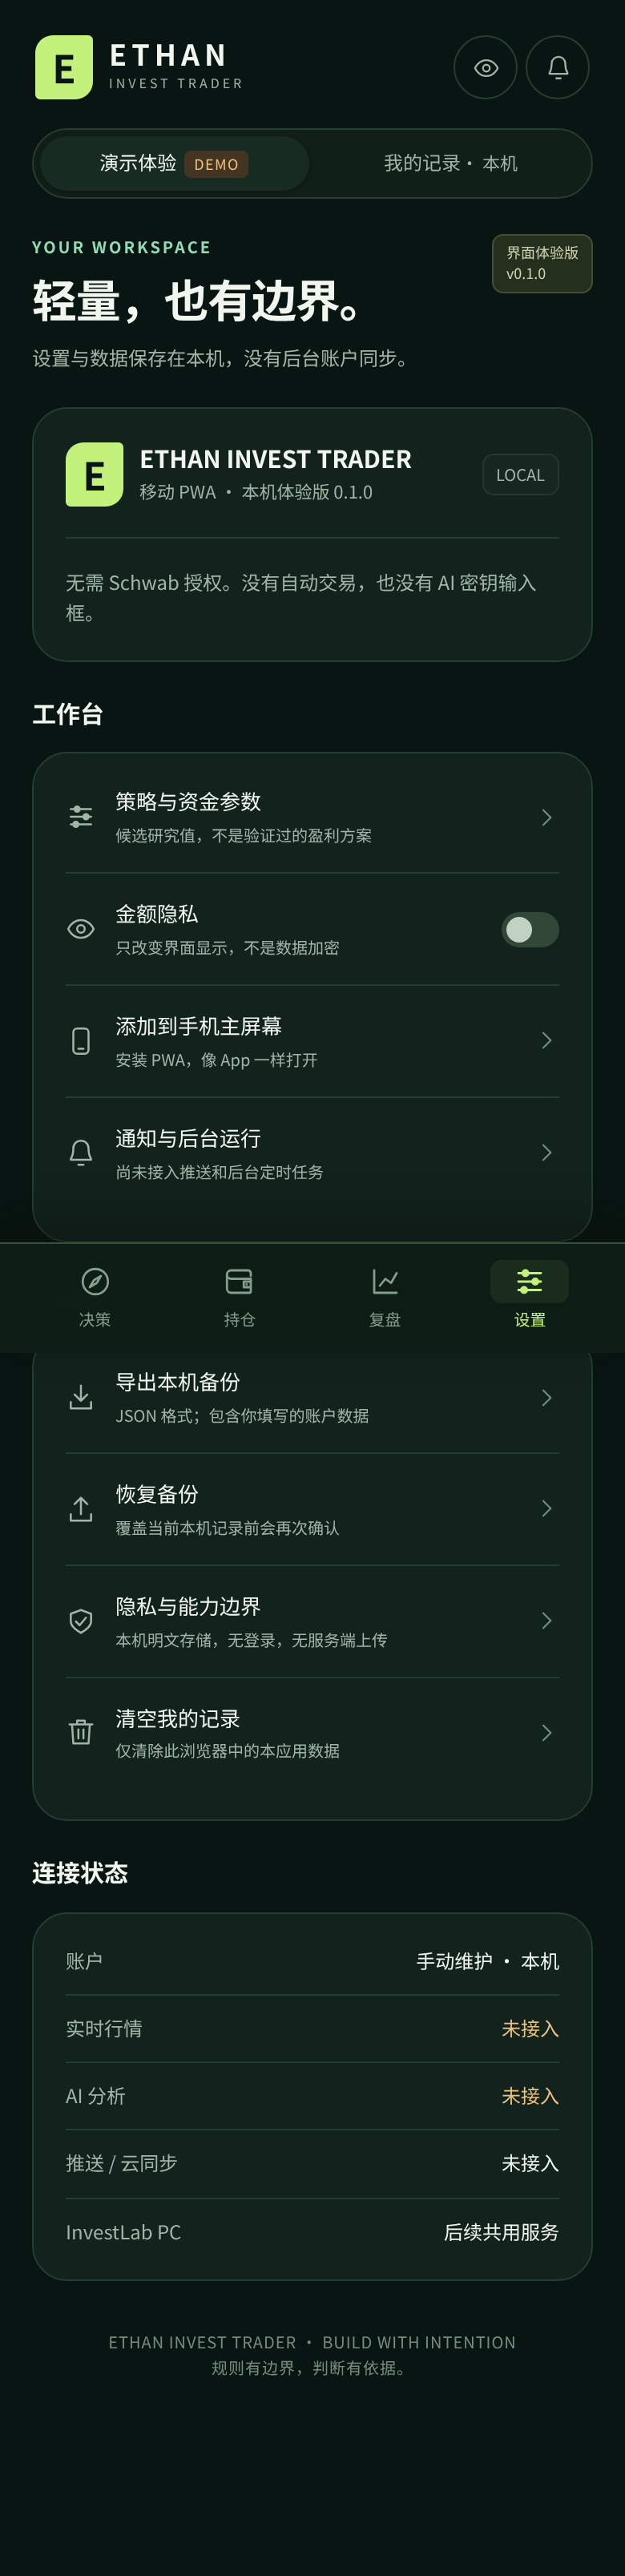 E
ETHAN
INVEST TRADER
演示体验 DEMO
我的记录 · 本机
YOUR WORKSPACE
轻量，也有边界。
设置与数据保存在本机，没有后台账户同步。
界面体验版
v0.1.0
E
ETHAN INVEST TRADER
移动 PWA · 本机体验版 0.1.0
LOCAL
无需 Schwab 授权。没有自动交易，也没有 AI 密钥输入
框。
工作台
策略与资金参数
候选研究值，不是验证过的盈利方案
金额隐私
只改变界面显示，不是数据加密
添加到手机主屏幕
安装 PWA，像 App 一样打开
通知与后台运行
尚未接入推送和后台定时任务
决策
持仓
复盘
设置
导出本机备份
JSON 格式；包含你填写的账户数据
恢复备份
覆盖当前本机记录前会再次确认
隐私与能力边界
本机明文存储，无登录，无服务端上传
清空我的记录
仅清除此浏览器中的本应用数据
连接状态
账户
手动维护 · 本机
实时行情
未接入
AI 分析
未接入
推送 / 云同步
未接入
InvestLab PC
后续共用服务
ETHAN INVEST TRADER · BUILD WITH INTENTION
规则有边界，判断有依据。